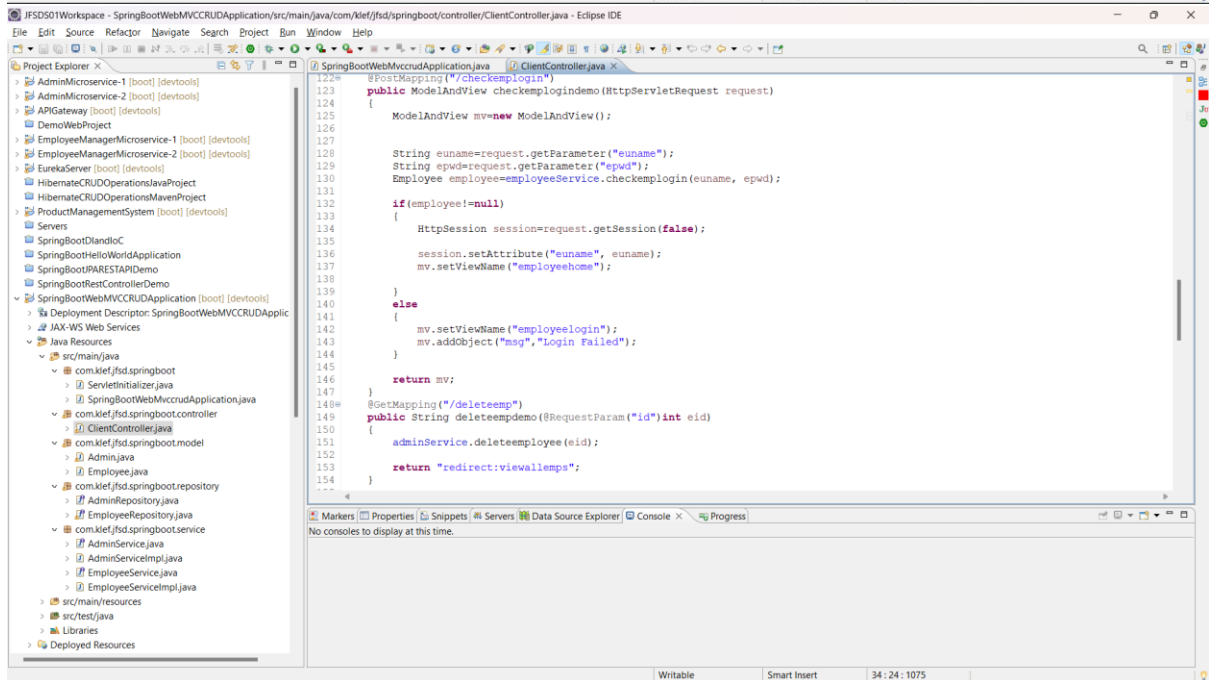 JFSDS01Workspace - SpringBootWebMVCCRUDApplication/src/main/java/com/klef/jfsd/springboot/controller/ClientController.java - Eclipse IDE
File Edit Source Refactor Navigate Search Project Run Window Help
Project Explorer
AdminMicroservice-1 [boot] [devtools]
AdminMicroservice-2 [boot] [devtools]
APIGateway [boot] [devtools]
DemoWebProject
EmployeeManagerMicroservice-1 [boot] [devtools]
EmployeeManagerMicroservice-2 [boot] [devtools]
EurekaServer [boot] [devtools]
HibernateCRUDOperationsJavaProject
HibernateCRUDOperationsMavenProject
ProductManagementSystem [boot] [devtools]
Servers
SpringBootDIandIoC
SpringBootHelloWorldApplication
SpringBootJPARESTAPIDemo
SpringBootRestControllerDemo
SpringBootWebMVCCRUDApplication [boot] [devtools]
Deployment Descriptor: SpringBootWebMVCCRUDApplic
JAX-WS Web Services
Java Resources
src/main/java
com.klef.jfsd.springboot
ServletInitializer.java
SpringBootWebMvccrudApplication.java
com.klef.jfsd.springboot.controller
ClientController.java
com.klef.jfsd.springboot.model
Admin.java
Employee.java
com.klef.jfsd.springboot.repository
AdminRepository.java
EmployeeRepository.java
com.klef.jfsd.springboot.service
AdminService.java
AdminServiceImpl.java
EmployeeService.java
EmployeeServiceImpl.java
src/main/resources
src/test/java
Libraries
Deployed Resources
SpringBootWebMvccrudApplication.java ClientController.java
122 @PostMapping("/checkemplogin")
123 public ModelAndView checkemplogindemo(HttpServletRequest request)
124 {
125 ModelAndView mv=new ModelAndView();
126
127
128 String euname=request.getParameter("euname");
129 String epwd=request.getParameter("epwd");
130 Employee employee=employeeService.checkemplogin(euname, epwd);
131
132 if(employee!=null)
133 {
134 HttpSession session=request.getSession(false);
135
136 session.setAttribute("euname", euname);
137 mv.setViewName("employeehome");
138
139 }
140 else
141 {
142 mv.setViewName("employeelogin");
143 mv.addObject("msg","Login Failed");
144 }
145
146 return mv;
147 }
148 @GetMapping("/deleteemp")
149 public String deleteempdemo(@RequestParam("id")int eid)
150 {
151 adminService.deleteemployee(eid);
152
153 return "redirect:viewallemps";
154 }
Markers Properties Snippets Servers Data Source Explorer Console Progress
No consoles to display at this time.
Writable Smart Insert 34 : 24 : 1075